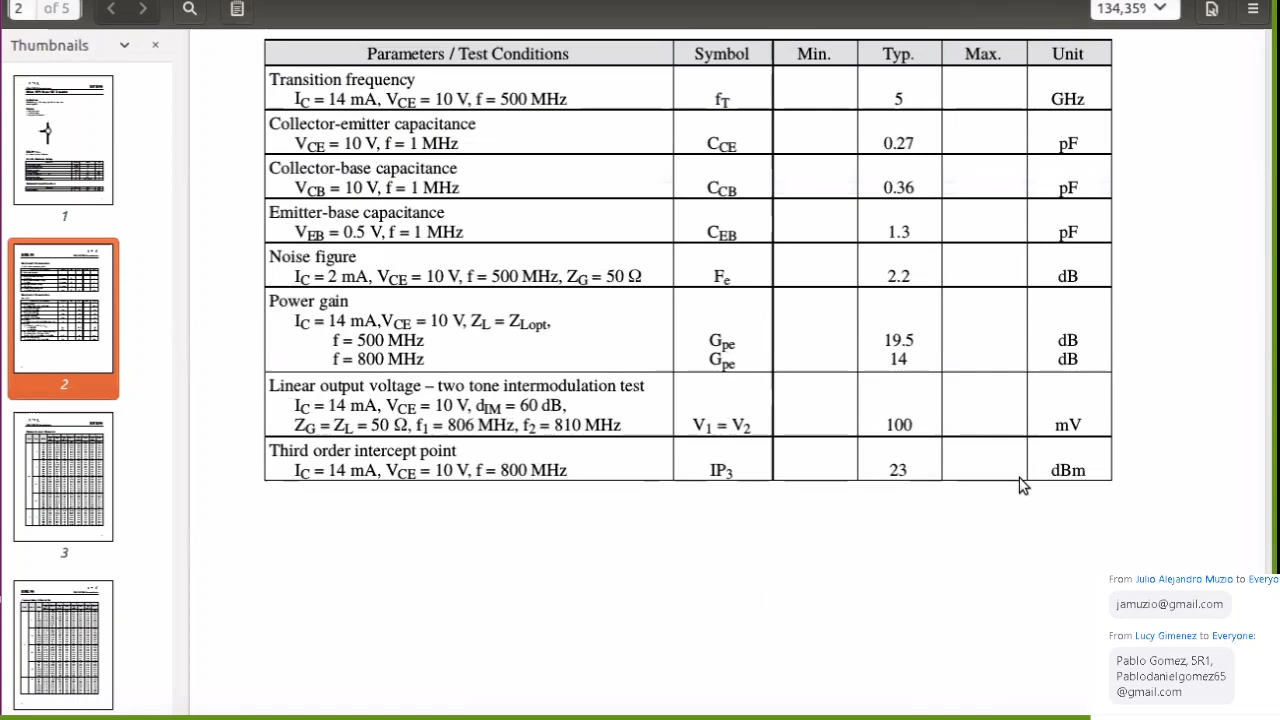 2 of 5
134,35%
Thumbnails
1
2
3
Parameters / Test Conditions Symbol Min. Typ. Max. Unit
Transition frequency
IC = 14 mA, VCE = 10 V, f = 500 MHz fT 5 GHz
Collector-emitter capacitance
VCE = 10 V, f = 1 MHz CCE 0.27 pF
Collector-base capacitance
VCB = 10 V, f = 1 MHz CCB 0.36 pF
Emitter-base capacitance
VEB = 0.5 V, f = 1 MHz CEB 1.3 pF
Noise figure
IC = 2 mA, VCE = 10 V, f = 500 MHz, ZG = 50 Ω Fe 2.2 dB
Power gain
IC = 14 mA,VCE = 10 V, ZL = ZLopt,
f = 500 MHz Gpe 19.5 dB
f = 800 MHz Gpe 14 dB
Linear output voltage – two tone intermodulation test
IC = 14 mA, VCE = 10 V, dIM = 60 dB,
ZG = ZL = 50 Ω, f1 = 806 MHz, f2 = 810 MHz V1 = V2 100 mV
Third order intercept point
IC = 14 mA, VCE = 10 V, f = 800 MHz IP3 23 dBm
From Julio Alejandro Muzio to Everyo
jamuzio@gmail.com
From Lucy Gimenez to Everyone:
Pablo Gomez, 5R1,
Pablodanielgomez65
@gmail.com